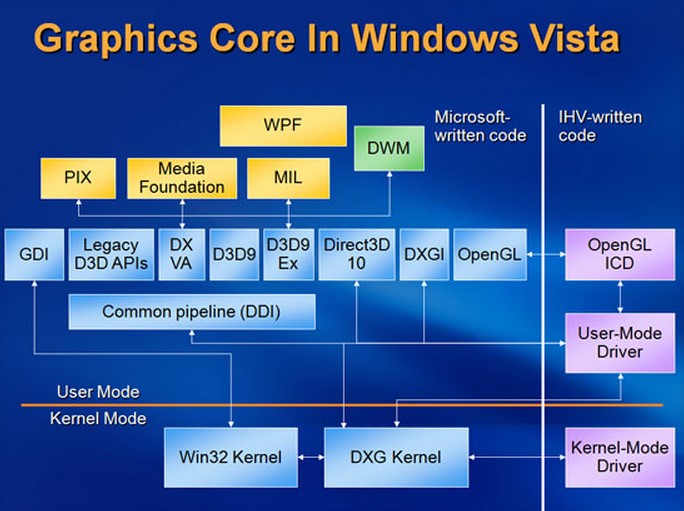 Graphics Core In Windows Vista
Microsoft-
written code
IHV-written
code
WPF
DWM
PIX
Media
Foundation
MIL
GDI
Legacy
D3D APIs
DX
VA
D3D9
D3D9
Ex
Direct3D
10
DXGI
OpenGL
OpenGL
ICD
Common pipeline (DDI)
User-Mode
Driver
User Mode
Kernel Mode
Win32 Kernel
DXG Kernel
Kernel-Mode
Driver